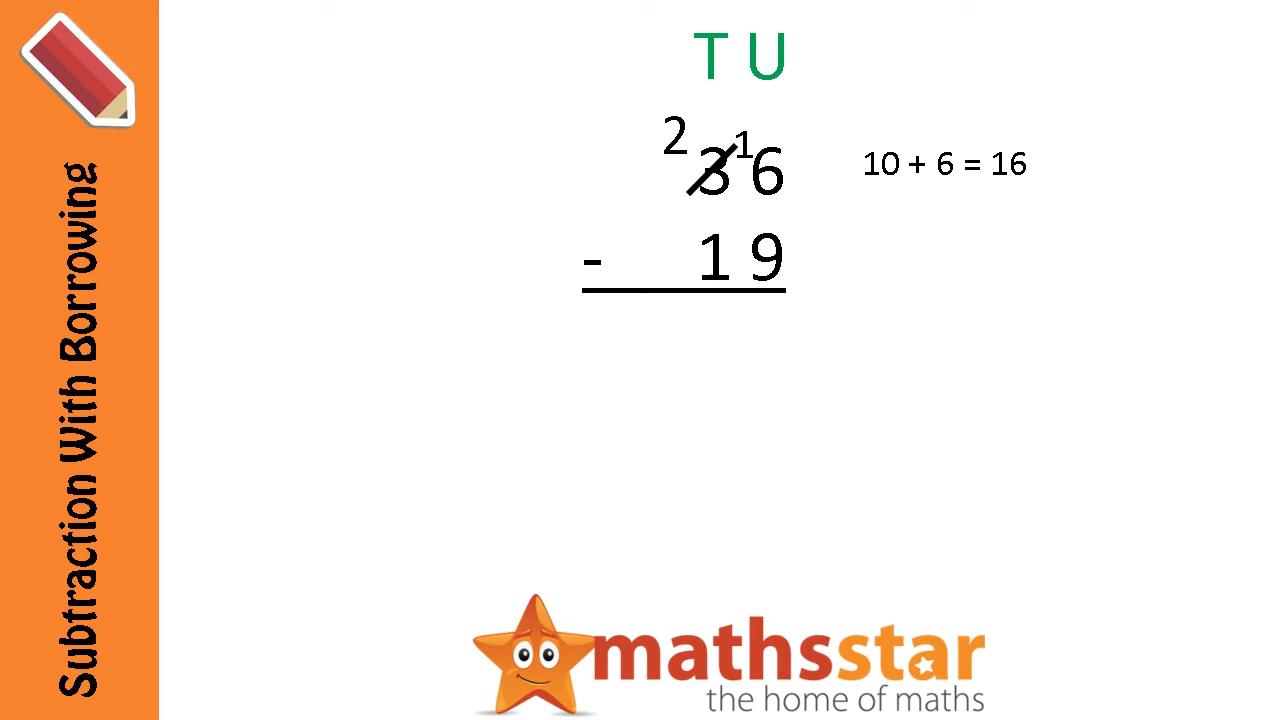 Subtraction With Borrowing
T U
2 3 1 6
10 + 6 = 16
- 1 9
mathsstar
the home of maths